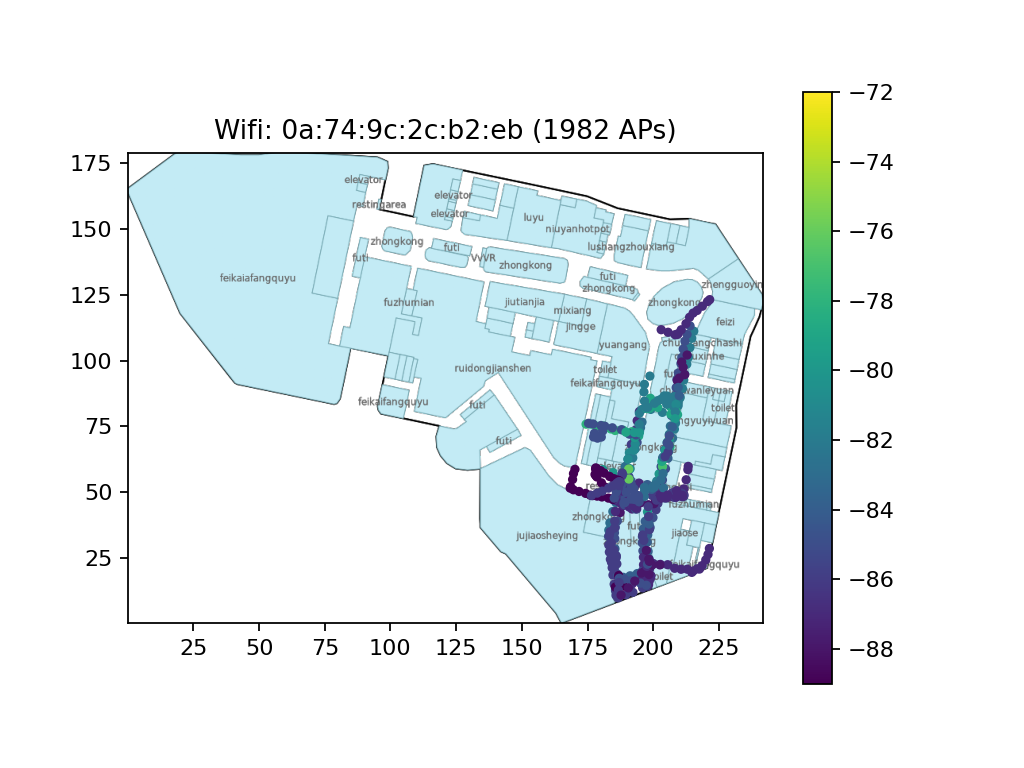 Wifi: 0a:74:9c:2c:b2:eb (1982 APs)
175
150
125
100
75
50
25
25
50
75
100
125
150
175
200
225
−72
−74
−76
−78
−80
−82
−84
−86
−88
elevator
restingarea
elevator
elevator
luyu
niuyanhotpot
lushangzhouxiang
zhongkong
futi
VVVR
zhongkong
futi
feikaiafangquyu
futi
zhongkong
zhengguoyin
fuzhumian
jiutianjia
mixiang
zhongkong
jingge
feizi
yuangang
ruidongjianshen
toilet
feikaifangquyu
feikaifangquyu
futi
toilet
futi
zhongkong
fuzhumian
jujiaosheying
jiaose
toilet